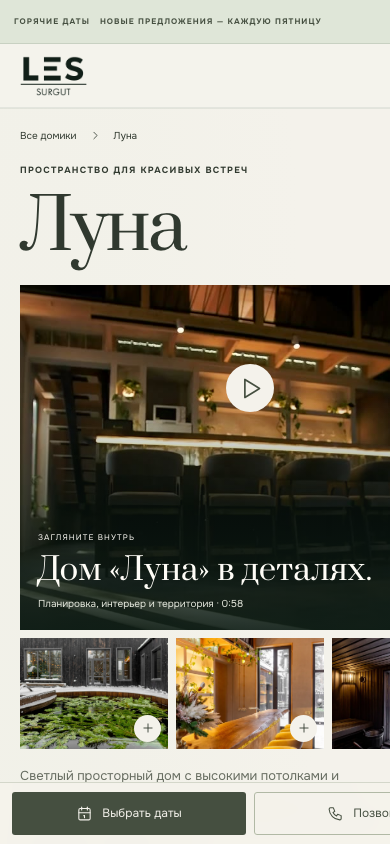 ГОРЯЧИЕ ДАТЫ НОВЫЕ ПРЕДЛОЖЕНИЯ — КАЖДУЮ ПЯТНИЦУ
LES
SURGUT
Все домики > Луна
ПРОСТРАНСТВО ДЛЯ КРАСИВЫХ ВСТРЕЧ
Луна
ЗАГЛЯНИТЕ ВНУТРЬ
Дом «Луна» в деталях.
Планировка, интерьер и территория · 0:58
Светлый просторный дом с высокими потолками и
Выбрать даты